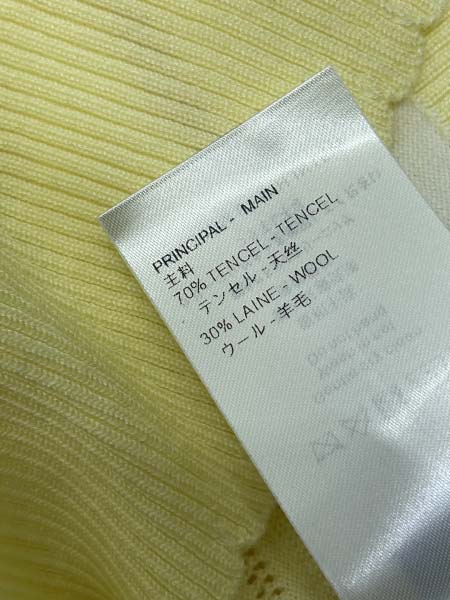 PRINCIPAL - MAIN
主料
70% TENCEL - TENCEL
テンセル - 天丝
30% LAINE - WOOL
ウール - 羊毛